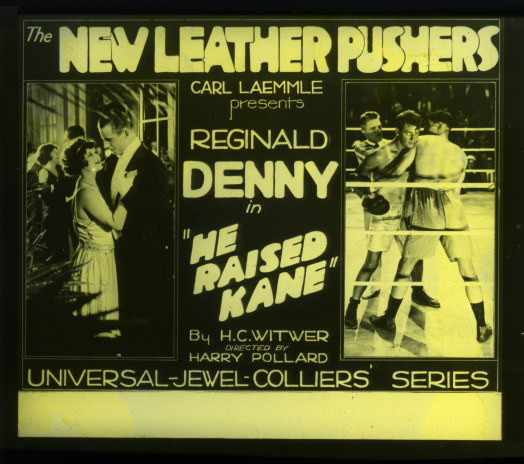 The NEW LEATHER PUSHERS
CARL LAEMMLE
presents
REGINALD
DENNY
in
"HE
RAISED
KANE"
By H.C. WITWER
DIRECTED BY
HARRY POLLARD
UNIVERSAL-JEWEL-COLLIERS' SERIES